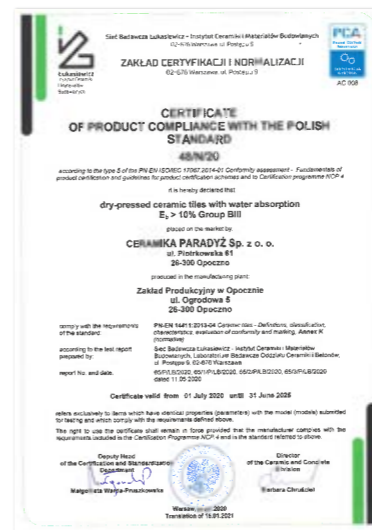 Sieć Badawcza Łukasiewicz - Instytut Ceramiki i Materiałów Budowlanych
02-676 Warszawa ul. Postępu 9
ZAKŁAD CERTYFIKACJI I NORMALIZACJI
02-676 Warszawa ul. Postępu 9
Łukasiewicz
PCA
AC 008
CERTIFICATE
OF PRODUCT COMPLIANCE WITH THE POLISH
STANDARD
48/N/20
according to the type 5 of the PN-EN ISO/IEC 17067:2014-01 Conformity assessment - Fundamentals of
product certification and guidelines for product certification schemes and to Certification programme NCP 4
it is hereby declared that
dry-pressed ceramic tiles with water absorption
Eb > 10% Group BIII
placed on the market by:
CERAMIKA PARADYŻ Sp. z o. o.
ul. Piotrkowska 61
26-300 Opoczno
produced in the manufacturing plant:
Zakład Produkcyjny w Opocznie
ul. Ogrodowa 5
26-300 Opoczno
comply with the requirements
of the standard
PN-EN 14411:2013-04 Ceramic tiles - Definitions, classification,
characteristics, evaluation of conformity and marking, Annex
(normative)
according to the test report
prepared by:
Sieć Badawcza Łukasiewicz - Instytut Ceramiki i Materiałów
Budowlanych, Laboratorium Badawcze Oddziału Ceramiki i Betonów,
ul. Postępu 9, 02-676 Warszawa
report No. and date.
dated 11.05.2020
Certificate valid from 01 July 2020 until 31 June 2025
refers exclusively to items which have identical properties (parameters) with the model (models) submitted
for testing and which comply with the requirements defined above.
The right to use the certificate shall remain in force provided that the manufacturer complies with the
requirements included in the Certification Programme NCP 4 and in the standard referred to above.
Deputy Head
of the Certification and Standardization
Department
Małgorzata Wartja-Pruszkowska
Director
of the Ceramic and Concrete
Division
Barbara Chruściel
2020
Translation of 15.01.2021